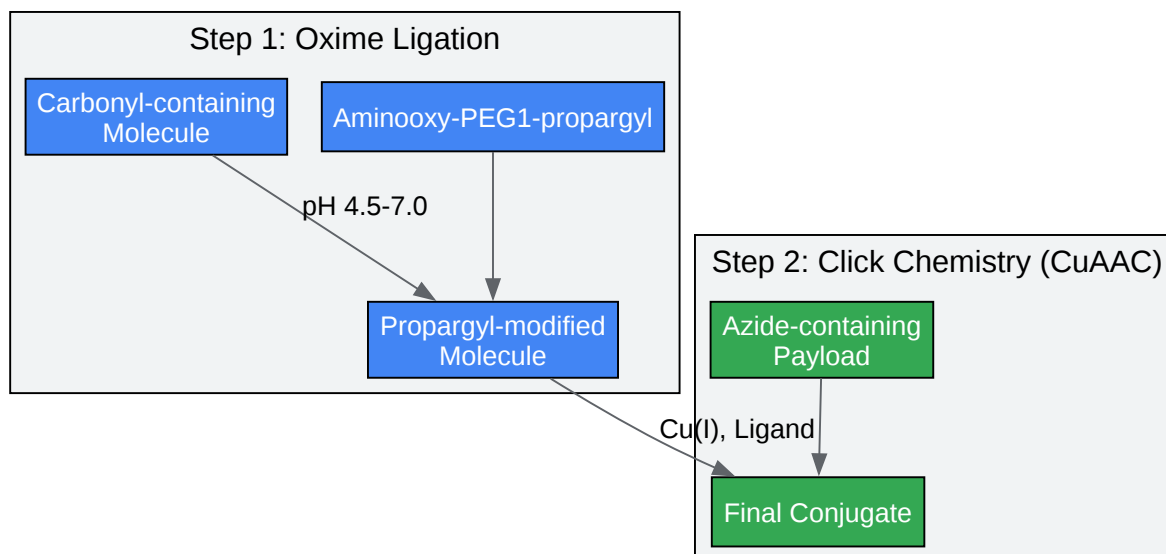 Step 1: Oxime Ligation
Carbonyl-containing
Molecule
Aminooxy-PEG1-propargyl
pH 4.5-7.0
Propargyl-modified
Molecule
Step 2: Click Chemistry (CuAAC)
Azide-containing
Payload
Cu(I), Ligand
Final Conjugate